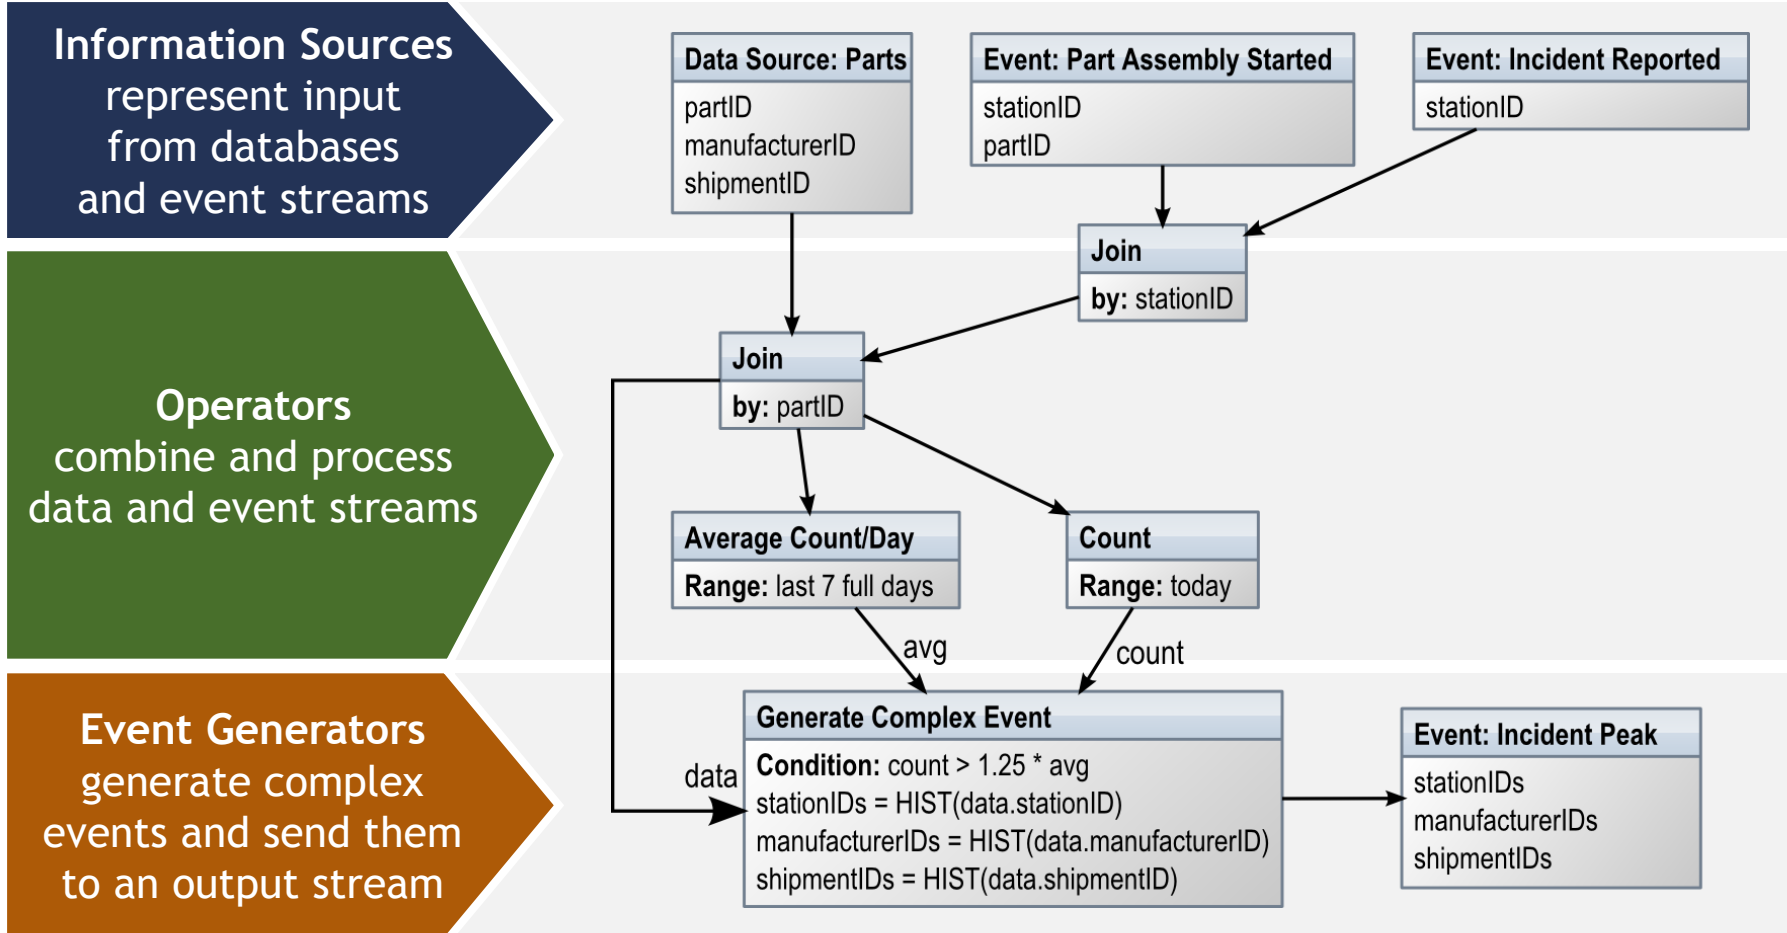 Information Sources
represent input
from databases
and event streams
Data Source: Parts
partID
manufacturerID
shipmentID
Event: Part Assembly Started
stationID
partID
Event: Incident Reported
stationID
Join
by: stationID
Operators
combine and process
data and event streams
Join
by: partID
Average Count/Day
Range: last 7 full days
Count
Range: today
avg
count
Event Generators
generate complex
events and send them
to an output stream
data
Generate Complex Event
Condition: count > 1.25 * avg
stationIDs = HIST(data.stationID)
manufacturerIDs = HIST(data.manufacturerID)
shipmentIDs = HIST(data.shipmentID)
Event: Incident Peak
stationIDs
manufacturerIDs
shipmentIDs